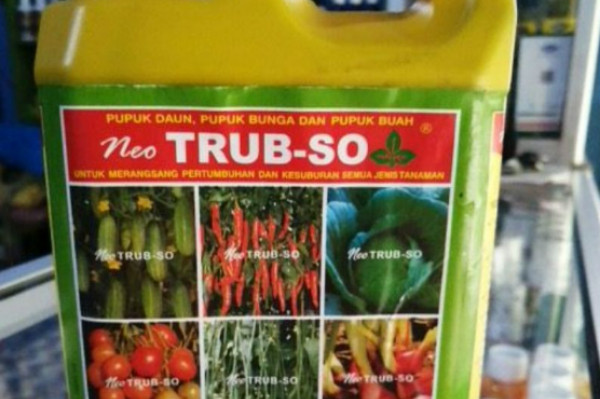 PUPUK DAUN, PUPUK BUNGA DAN PUPUK BUAH
Neo TRUB-SO ®
UNTUK MERANGSANG PERTUMBUHAN DAN KESUBURAN SEMUA JENIS TANAMAN
Neo TRUB-SO
Neo TRUB-SO
Neo TRUB-SO
Neo TRUB-SO
Neo TRUB-SO
Neo TRUB-SO